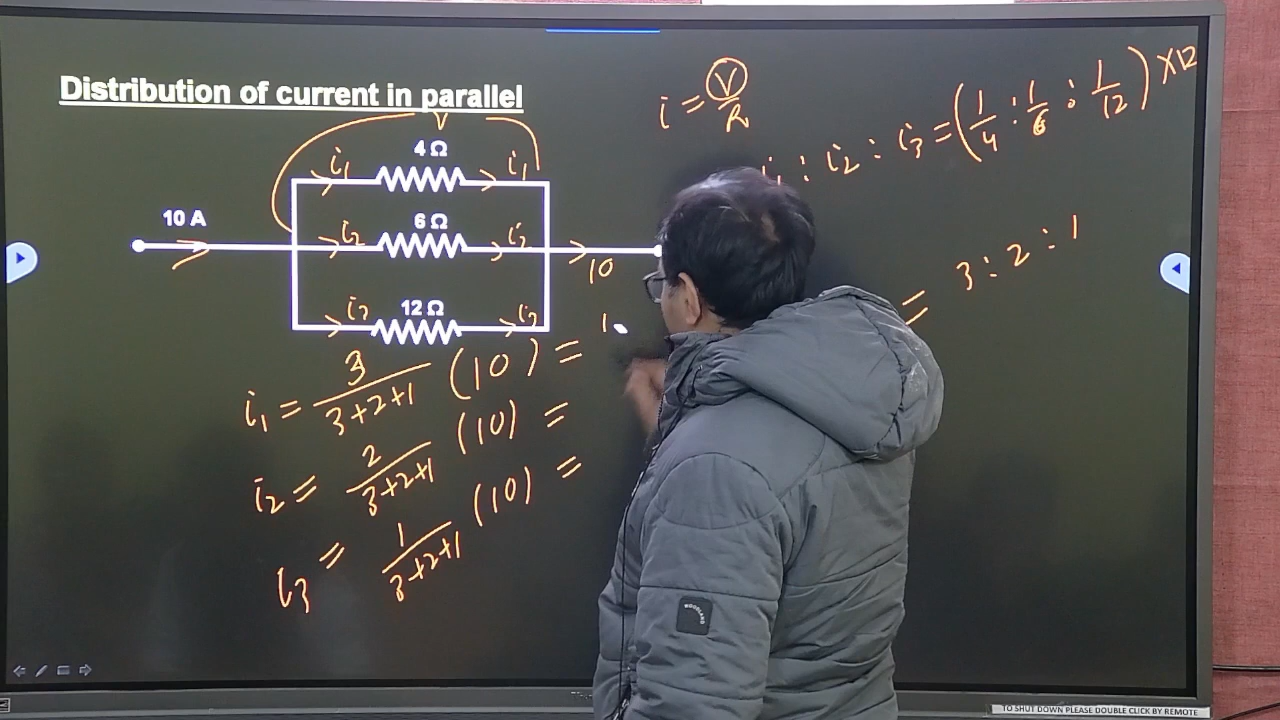 Distribution of current in parallel
i = V/R
i1 : i2 : i3 = (1/4 : 1/6 : 1/12) × 12
= 3 : 2 : 1
V
i1 4 Ω i1
10 A
i2 6 Ω i2
10
i3 12 Ω i3
i1 = 3/3+2+1 (10) =
i2 = 2/3+2+1 (10) =
i3 = 1/3+2+1 (10) =
WOODLAND
TO SHUT DOWN PLEASE DOUBLE CLICK BY REMOTE